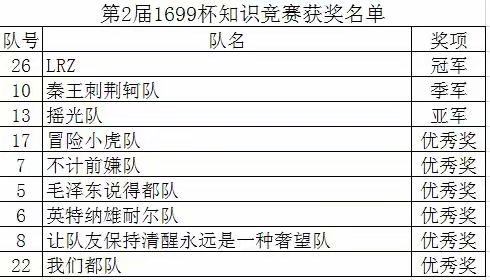 第2届1699杯知识竞赛获奖名单
队号 队名 奖项
26 LRZ 冠军
10 秦王刺荆轲队 季军
13 摇光队 亚军
17 冒险小虎队 优秀奖
7 不计前嫌队 优秀奖
5 毛泽东说得都队 优秀奖
6 英特纳雄耐尔队 优秀奖
8 让队友保持清醒永远是一种奢望队 优秀奖
22 我们都队 优秀奖